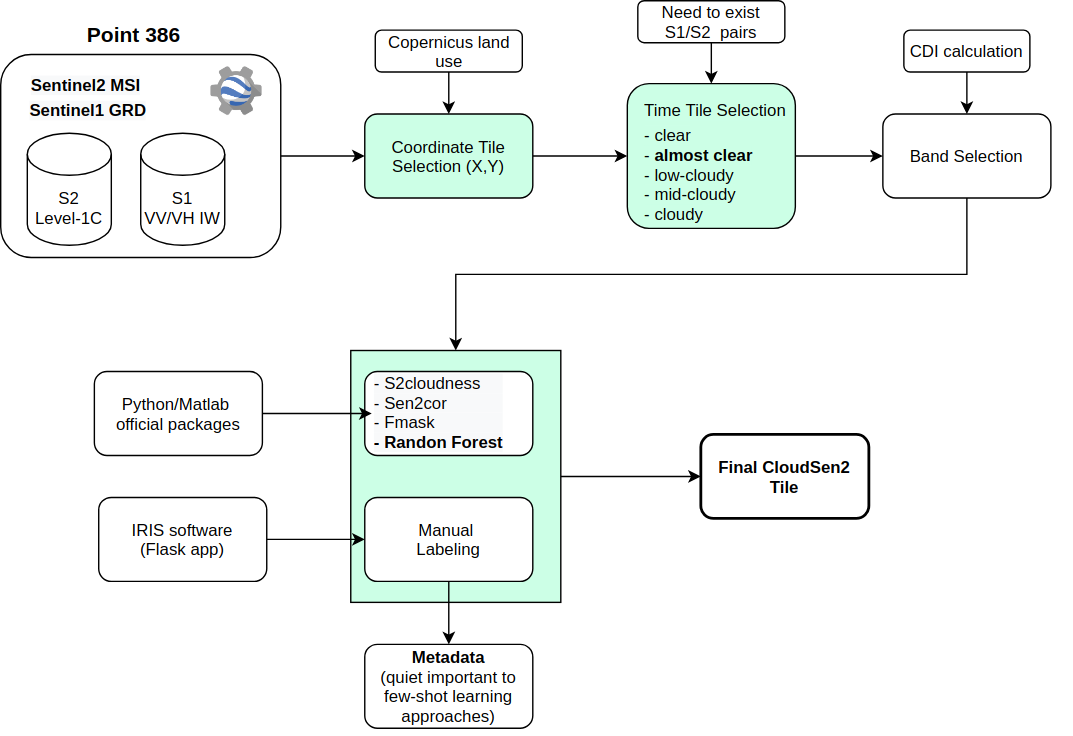 Point 386
Sentinel2 MSI
Sentinel1 GRD
S2
Level-1C
S1
VV/VH IW
Copernicus land
use
Coordinate Tile
Selection (X,Y)
Need to exist
S1/S2 pairs
Time Tile Selection
- clear
- almost clear
- low-cloudy
- mid-cloudy
- cloudy
CDI calculation
Band Selection
Python/Matlab
official packages
- S2cloudness
- Sen2cor
- Fmask
- Randon Forest
IRIS software
(Flask app)
Manual
Labeling
Final CloudSen2
Tile
Metadata
(quiet important to
few-shot learning
approaches)